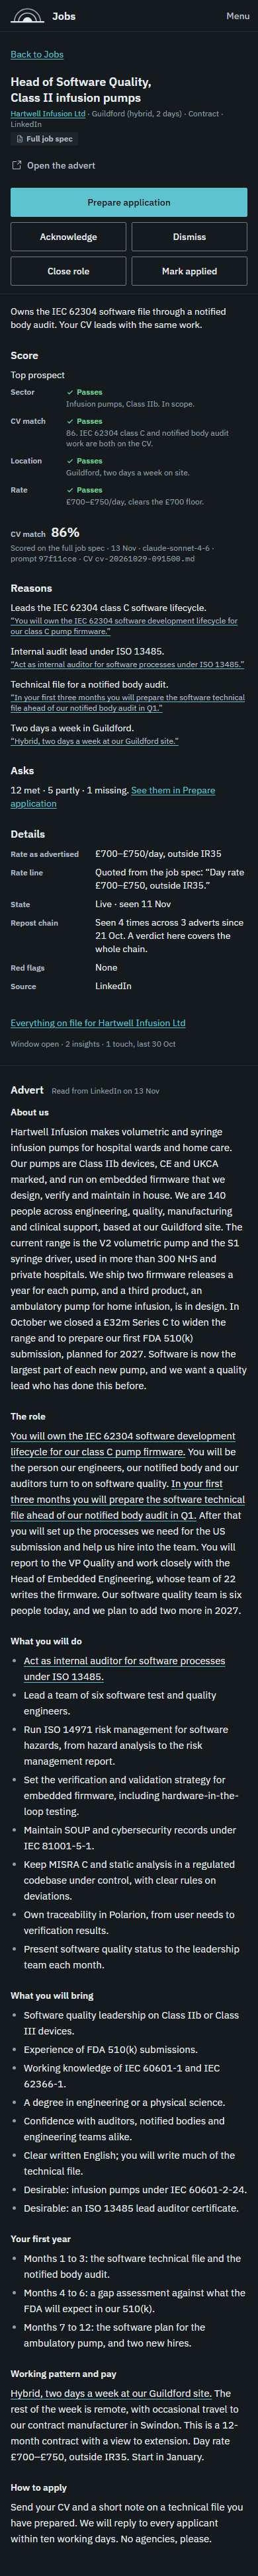 Jobs
Menu
Back to Jobs
Head of Software Quality,
Class II infusion pumps
Hartwell Infusion Ltd · Guildford (hybrid, 2 days) · Contract ·
LinkedIn
Full job spec
Open the advert
Prepare application
Acknowledge
Dismiss
Close role
Mark applied
Owns the IEC 62304 software file through a notified
body audit. Your CV leads with the same work.
Score
Top prospect
Sector
✓ Passes
Infusion pumps, Class IIb. In scope.
CV match
✓ Passes
86. IEC 62304 class C and notified body audit
work are both on the CV.
Location
✓ Passes
Guildford, two days a week on site.
Rate
✓ Passes
£700–£750/day, clears the £700 floor.
CV match 86%
Scored on the full job spec · 13 Nov · claude-sonnet-4-6 ·
prompt 97f11cce · CV cv-20261029-091500.md
Reasons
Leads the IEC 62304 class C software lifecycle.
“You will own the IEC 62304 software development lifecycle for
our class C pump firmware.”
Internal audit lead under ISO 13485.
“Act as internal auditor for software processes under ISO 13485.”
Technical file for a notified body audit.
“In your first three months you will prepare the software technical
file ahead of our notified body audit in Q1.”
Two days a week in Guildford.
“Hybrid, two days a week at our Guildford site.”
Asks
12 met · 5 partly · 1 missing. See them in Prepare
application
Details
Rate as advertised
£700–£750/day, outside IR35
Rate line
Quoted from the job spec: “Day rate
£700–£750, outside IR35.”
State
Live · seen 11 Nov
Repost chain
Seen 4 times across 3 adverts since
21 Oct. A verdict here covers the
whole chain.
Red flags
None
Source
LinkedIn
Everything on file for Hartwell Infusion Ltd
Window open · 2 insights · 1 touch, last 30 Oct
Advert Read from LinkedIn on 13 Nov
About us
Hartwell Infusion makes volumetric and syringe
infusion pumps for hospital wards and home care.
Our pumps are Class IIb devices, CE and UKCA
marked, and run on embedded firmware that we
design, verify and maintain in house. We are 140
people across engineering, quality, manufacturing
and clinical support, based at our Guildford site. The
current range is the V2 volumetric pump and the S1
syringe driver, used in more than 300 NHS and
private hospitals. We ship two firmware releases a
year for each pump, and a third product, an
ambulatory pump for home infusion, is in design. In
October we closed a £32m Series C to widen the
range and to prepare our first FDA 510(k)
submission, planned for 2027. Software is now the
largest part of each new pump, and we want a quality
lead who has done this before.
The role
You will own the IEC 62304 software development
lifecycle for our class C pump firmware. You will be
the person our engineers, our notified body and our
auditors turn to on software quality. In your first
three months you will prepare the software technical
file ahead of our notified body audit in Q1. After that
you will set up the processes we need for the US
submission and help us hire into the team. You will
report to the VP Quality and work closely with the
Head of Embedded Engineering, whose team of 22
writes the firmware. Our software quality team is six
people today, and we plan to add two more in 2027.
What you will do
• Act as internal auditor for software processes
under ISO 13485.
• Lead a team of six software test and quality
engineers.
• Run ISO 14971 risk management for software
hazards, from hazard analysis to the risk
management report.
• Set the verification and validation strategy for
embedded firmware, including hardware-in-the-
loop testing.
• Maintain SOUP and cybersecurity records under
IEC 81001-5-1.
• Keep MISRA C and static analysis in a regulated
codebase under control, with clear rules on
deviations.
• Own traceability in Polarion, from user needs to
verification results.
• Present software quality status to the leadership
team each month.
What you will bring
• Software quality leadership on Class IIb or Class
III devices.
• Experience of FDA 510(k) submissions.
• Working knowledge of IEC 60601-1 and IEC
62366-1.
• A degree in engineering or a physical science.
• Confidence with auditors, notified bodies and
engineering teams alike.
• Clear written English; you will write much of the
technical file.
• Desirable: infusion pumps under IEC 60601-2-24.
• Desirable: an ISO 13485 lead auditor certificate.
Your first year
• Months 1 to 3: the software technical file and the
notified body audit.
• Months 4 to 6: a gap assessment against what the
FDA will expect in our 510(k).
• Months 7 to 12: the software plan for the
ambulatory pump, and two new hires.
Working pattern and pay
Hybrid, two days a week at our Guildford site. The
rest of the week is remote, with occasional travel to
our contract manufacturer in Swindon. This is a 12-
month contract with a view to extension. Day rate
£700–£750, outside IR35. Start in January.
How to apply
Send your CV and a short note on a technical file you
have prepared. We will reply to every applicant
within ten working days. No agencies, please.